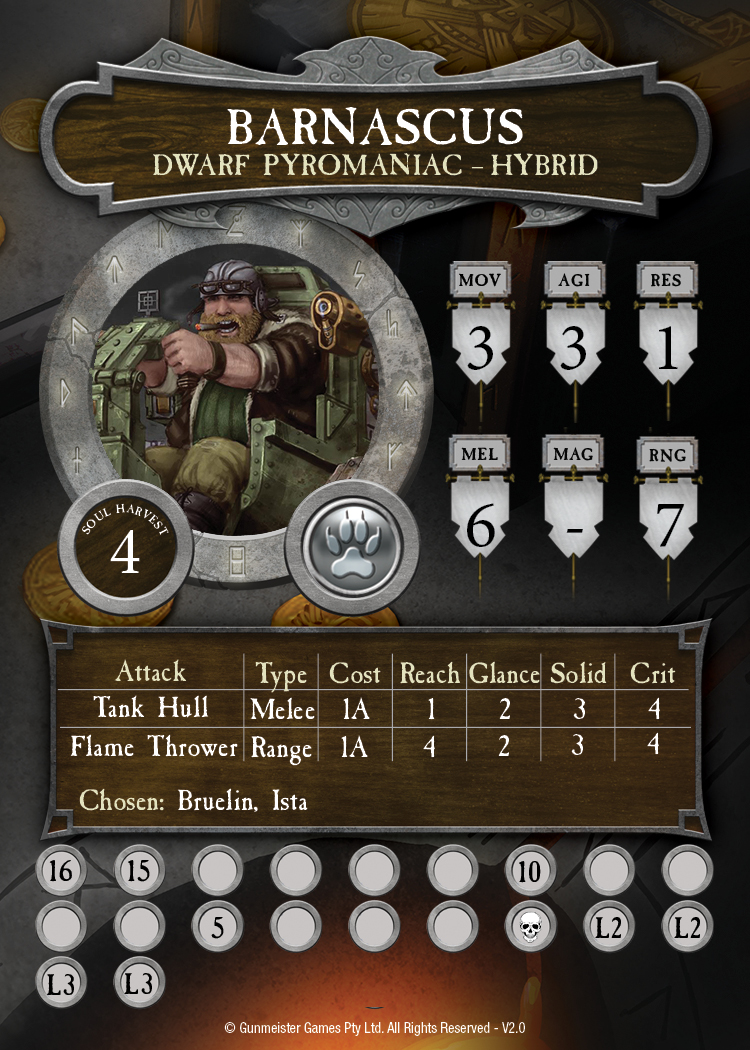 BARNASCUS
DWARF PYROMANIAC – HYBRID
MOV AGI RES
3 3 1
MEL MAG RNG
6 - 7
SOUL HARVEST
4
Attack Type Cost Reach Glance Solid Crit
Tank Hull Melee 1A 1 2 3 4
Flame Thrower Range 1A 4 2 3 4
Chosen: Bruelin, Ista
16 15 10
5 L2 L2
L3 L3
© Gunmeister Games Pty Ltd. All Rights Reserved - V2.0